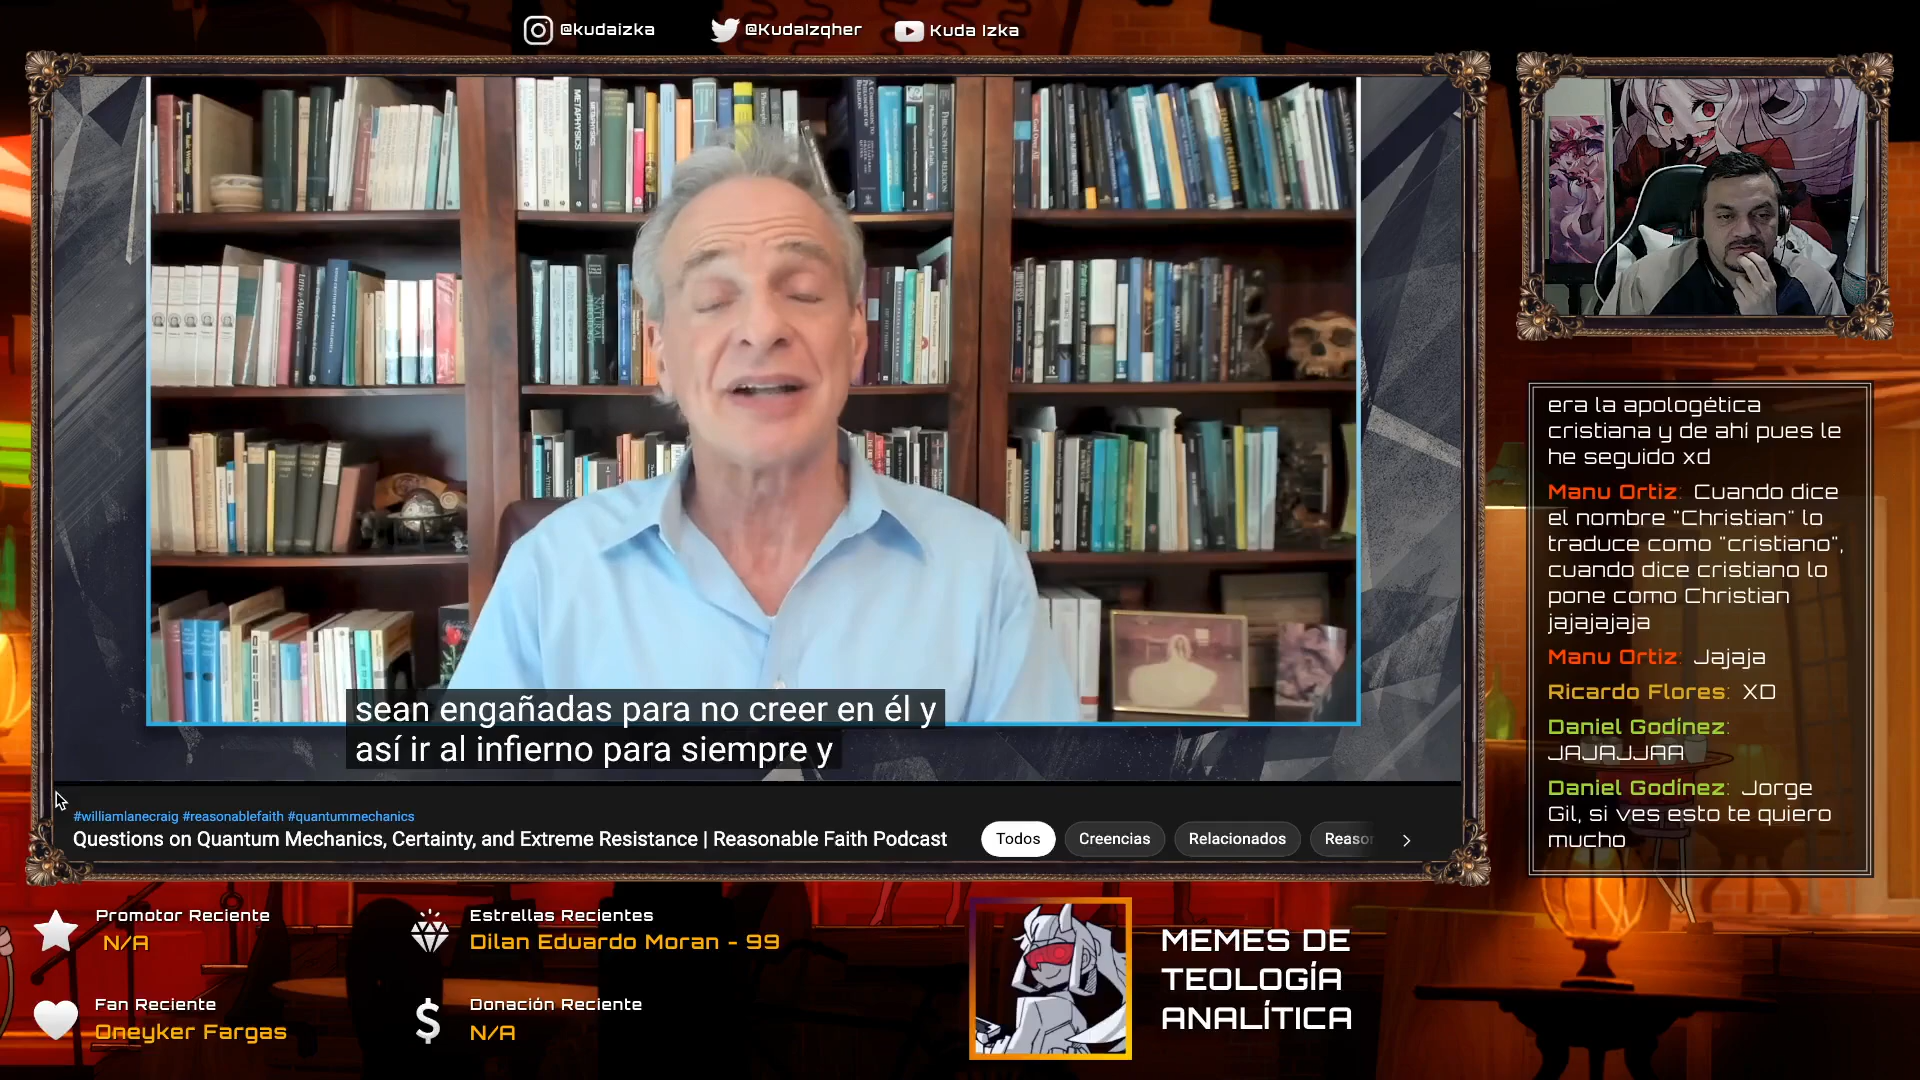 @kudaizka
@KudaIzqher
Kuda Izka
METAPHYSICS
sean engañadas para no creer en él y
así ir al infierno para siempre y
#williamlanecraig #reasonablefaith #quantummechanics
Questions on Quantum Mechanics, Certainty, and Extreme Resistance | Reasonable Faith Podcast
Todos
Creencias
Relacionados
Reason
era la apologética
cristiana y de ahí pues le
he seguido xd
Manu Ortiz: Cuando dice
el nombre "Christian" lo
traduce como "cristiano",
cuando dice cristiano lo
pone como Christian
jajajajaja
Manu Ortiz: Jajaja
Ricardo Flores: XD
Daniel Godínez:
JAJAJJAA
Daniel Godínez: Jorge
Gil, si ves esto te quiero
mucho
Promotor Reciente
N/A
Estrellas Recientes
Dilan Eduardo Moran - 99
Fan Reciente
Oneyker Fargas
Donación Reciente
N/A
MEMES DE
TEOLOGÍA
ANALÍTICA